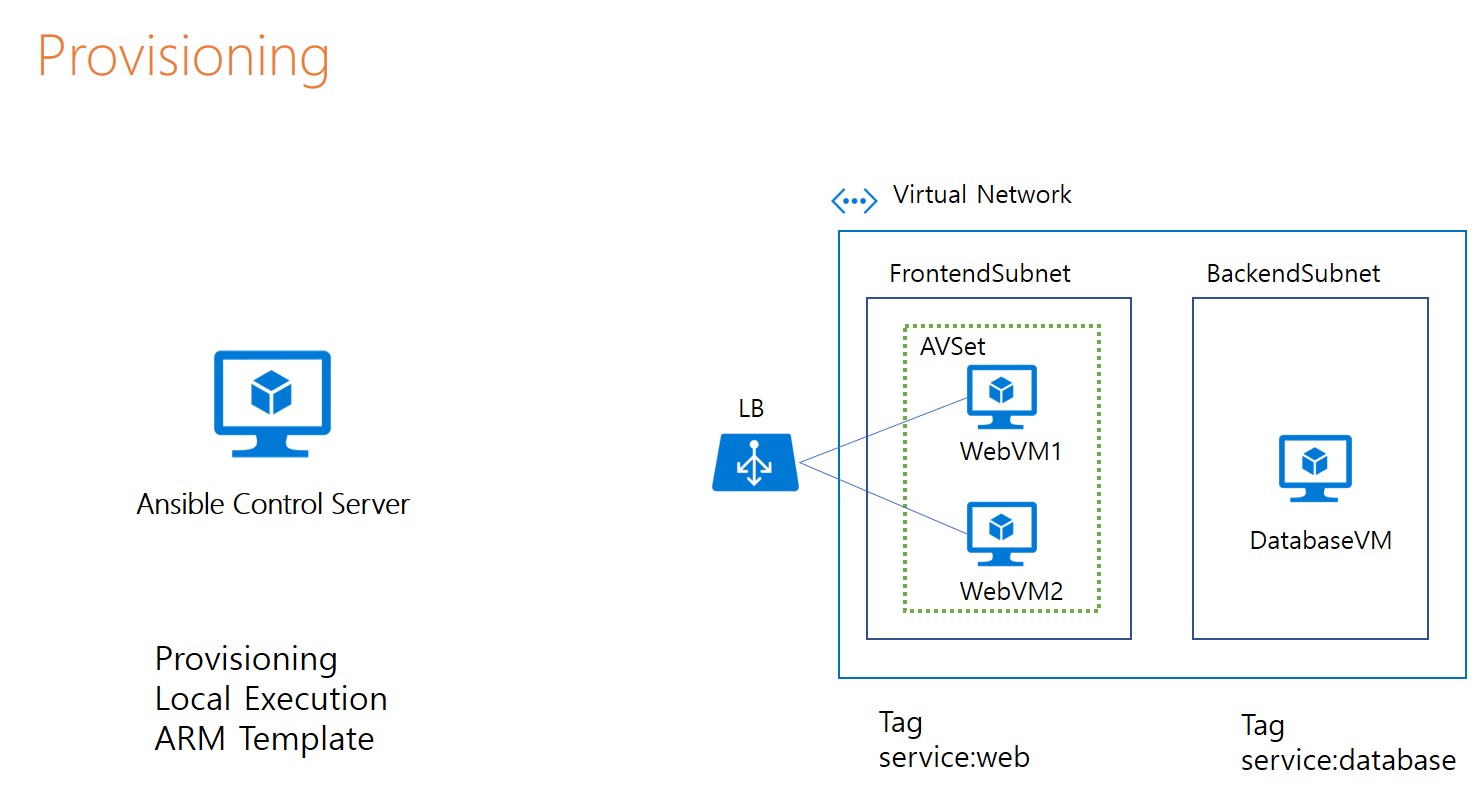 Provisioning
Virtual Network
FrontendSubnet
BackendSubnet
AVSet
LB
WebVM1
Ansible Control Server
DatabaseVM
WebVM2
Provisioning
Local Execution
ARM Template
Tag
service:web
Tag
service:database